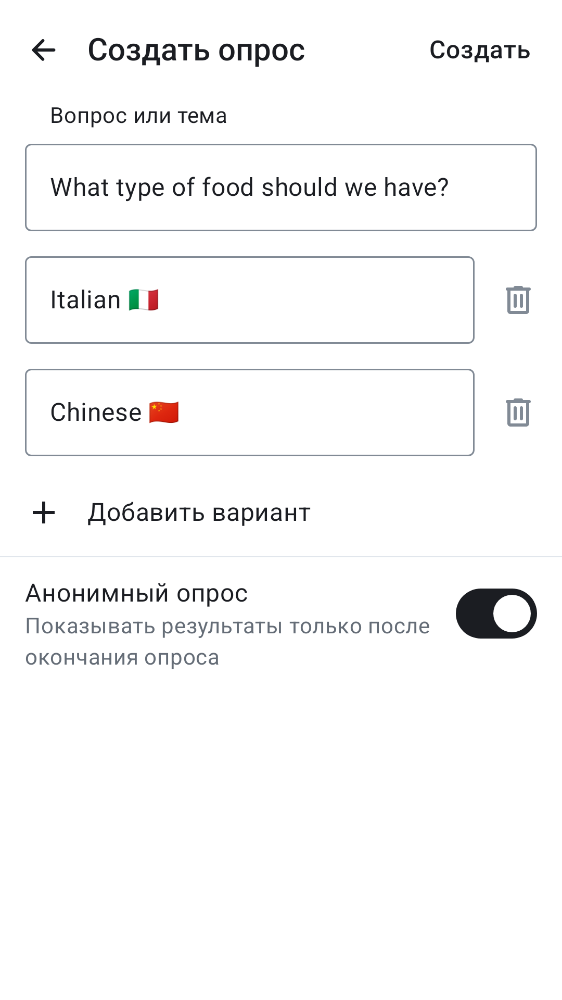 Создать опрос
Создать
Вопрос или тема
What type of food should we have?
Italian 🇮🇹
Chinese 🇨🇳
Добавить вариант
Анонимный опрос
Показывать результаты только после
окончания опроса